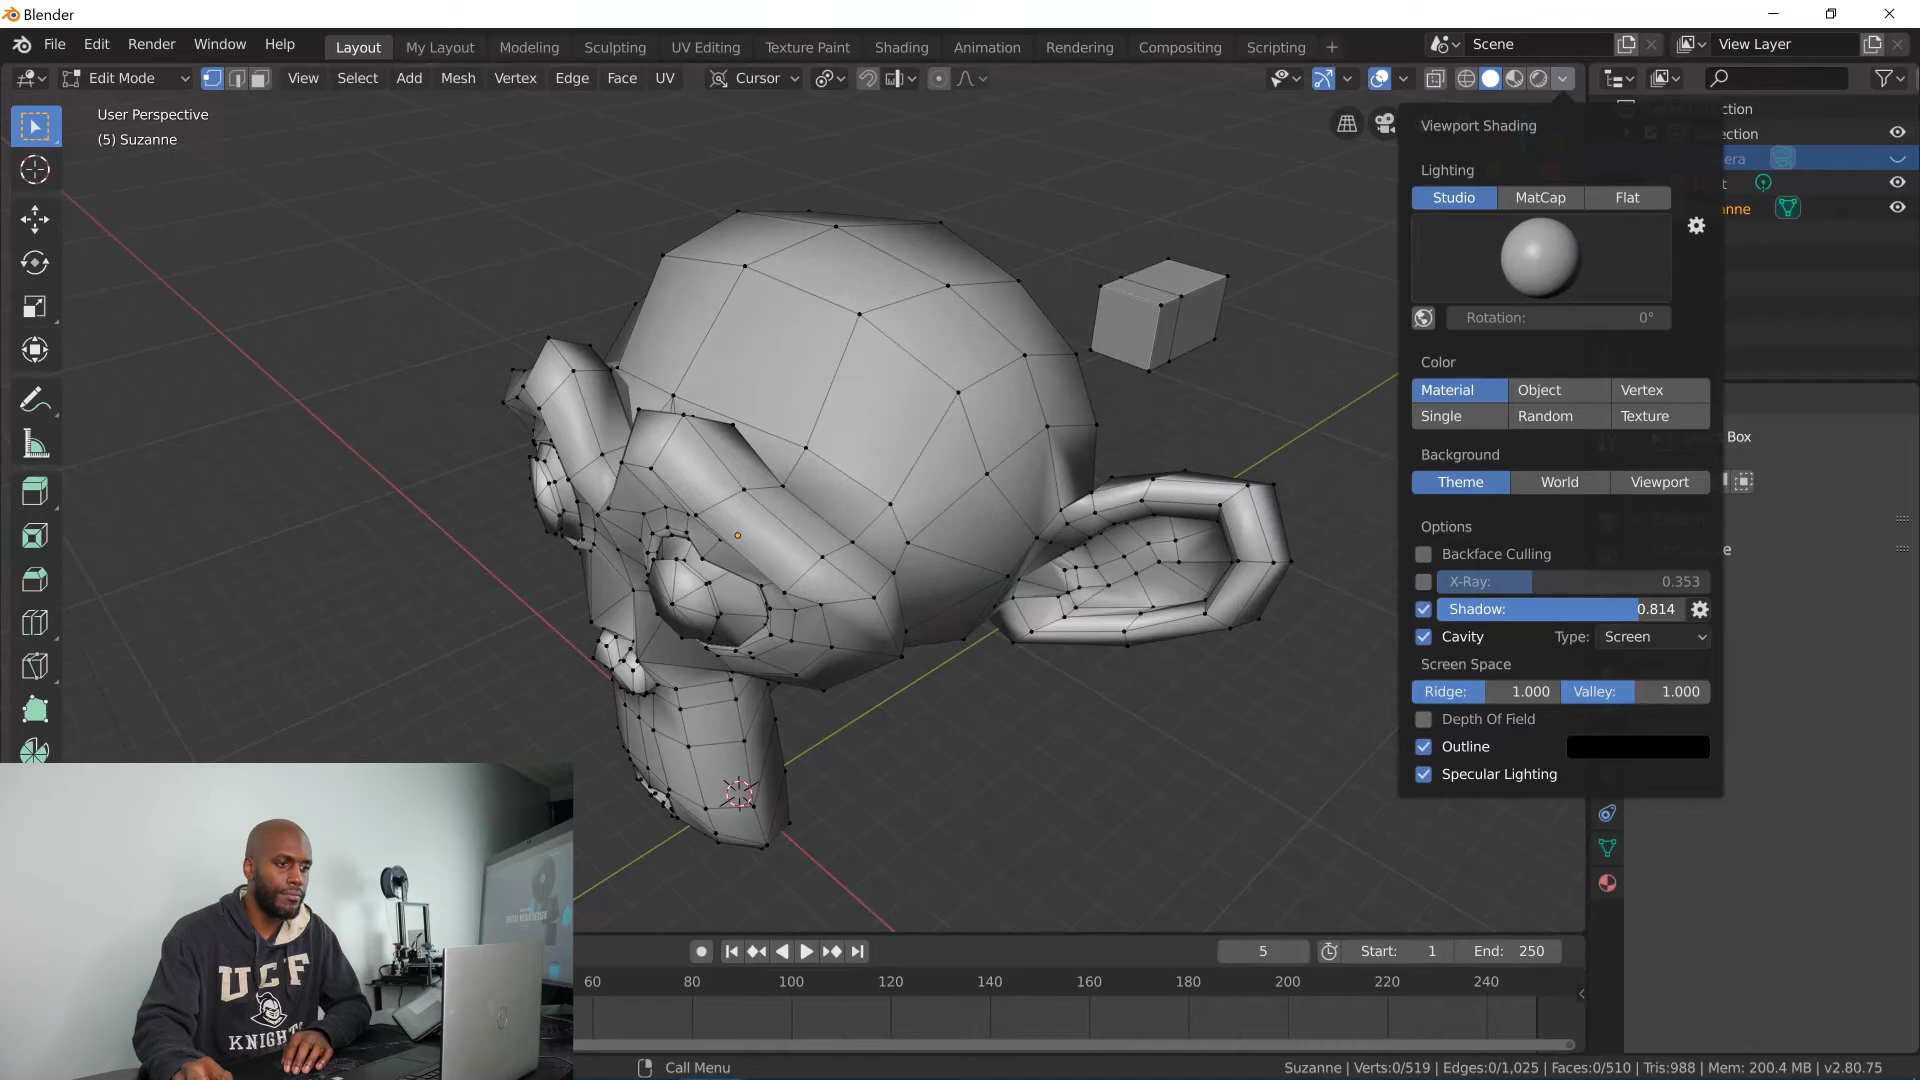 Blender
File Edit Render Window Help Layout My Layout Modeling Sculpting UV Editing Texture Paint Shading Animation Rendering Compositing Scripting + Scene View Layer
Edit Mode View Select Add Mesh Vertex Edge Face UV Cursor
User Perspective
(5) Suzanne
Viewport Shading
Lighting
Studio MatCap Flat
Rotation: 0°
Color
Material Object Vertex
Single Random Texture
Background
Theme World Viewport
Options
Backface Culling
X-Ray: 0.353
Shadow: 0.814
Cavity Type: Screen
Screen Space
Ridge: 1.000 Valley: 1.000
Depth Of Field
Outline
Specular Lighting
ction
ection
era
t
anne
Box
e
UCF
KNIGHTS
5 Start: 1 End: 250
60 80 100 120 140 160 180 200 220 240
Call Menu
Suzanne | Verts:0/519 | Edges:0/1,025 | Faces:0/510 | Tris:988 | Mem: 200.4 MB | v2.80.75